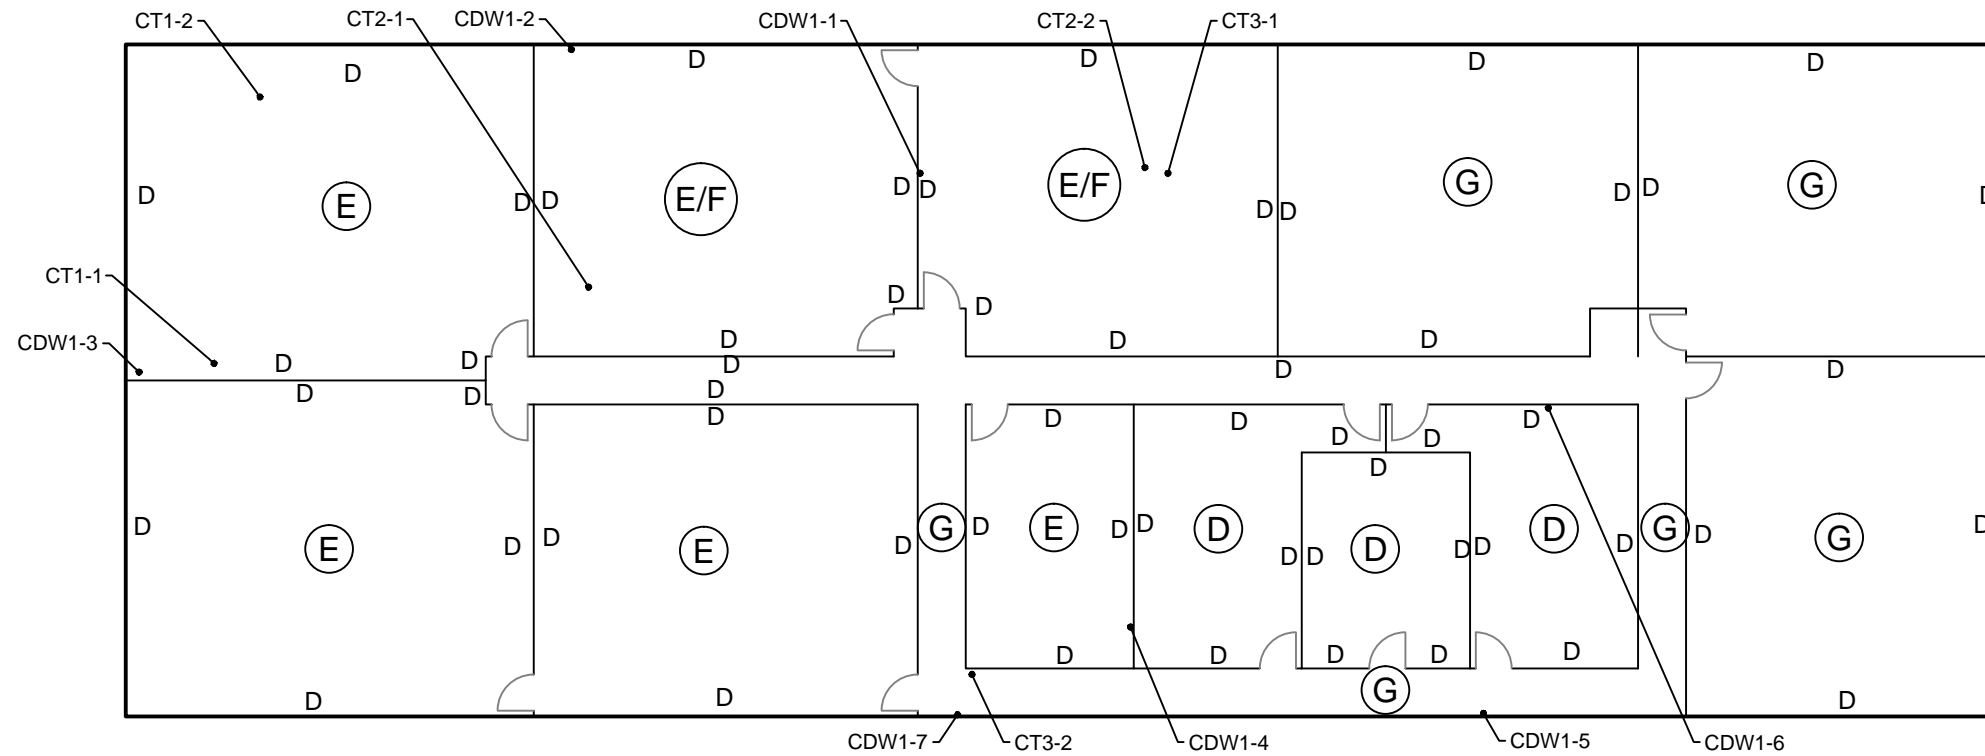 CT1-2 CT2-1 CDW1-2 CDW1-1 CT2-2 CT3-1
D D D D D
D E D D E/F D D E/F D D G D D G
CT1-1
D D
CDW1-3
D D D D D D
D D D D D
D D D D D D D D D
D
D E D D E D G D E D D D D D D D D D G D G D
D D D D D D D D
G
CDW1-7 CT3-2 CDW1-4 CDW1-5 CDW1-6